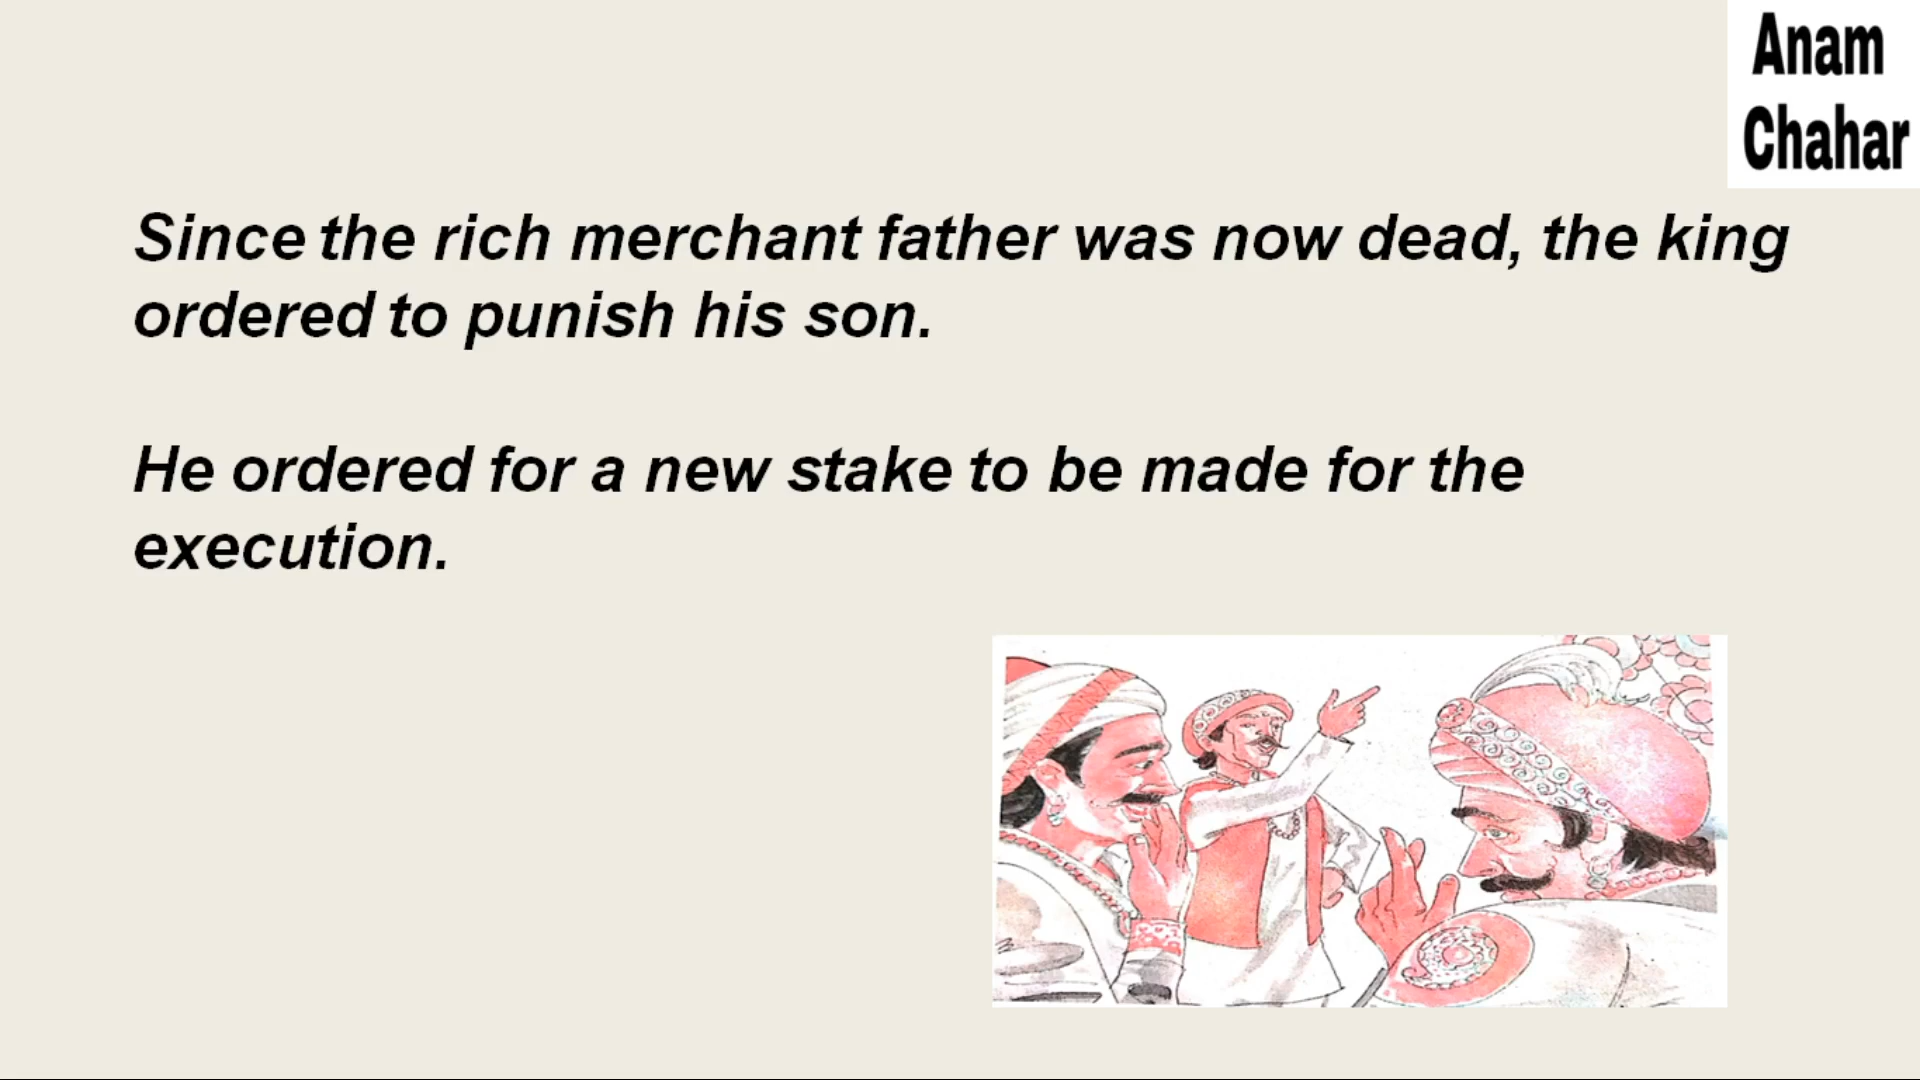 Anam
Chahar
Since the rich merchant father was now dead, the king
ordered to punish his son.
He ordered for a new stake to be made for the
execution.